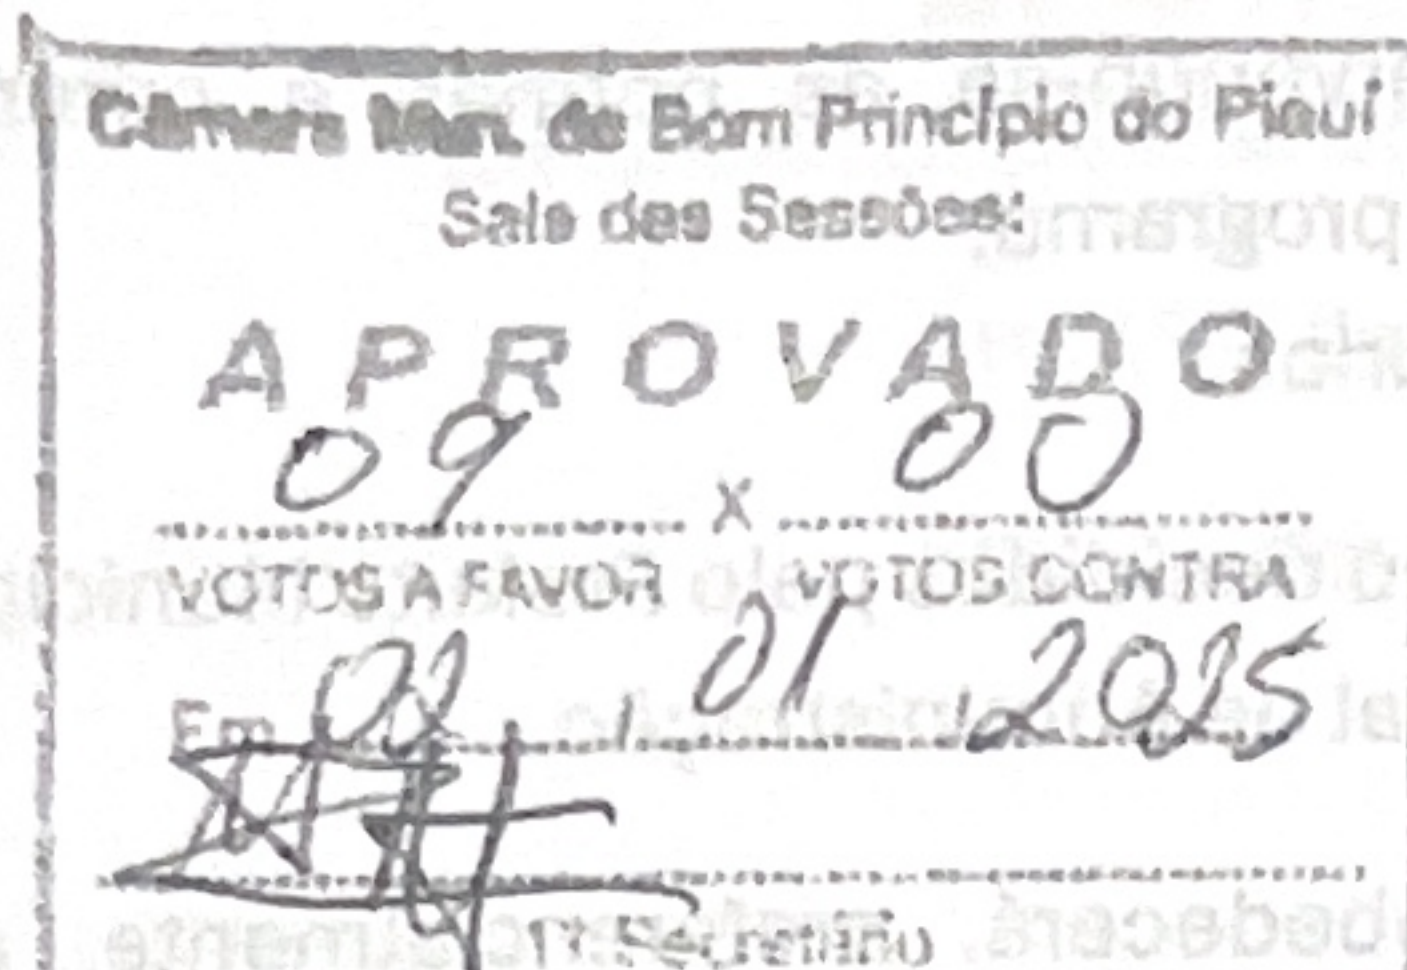 Câmara Mun. de Bom Princípio do Piauí
Sala das Sessões:
APROVADO
09 X 00
VOTOS A FAVOR VOTOS CONTRA
Em 02 / 01 / 2025
1º Secretário